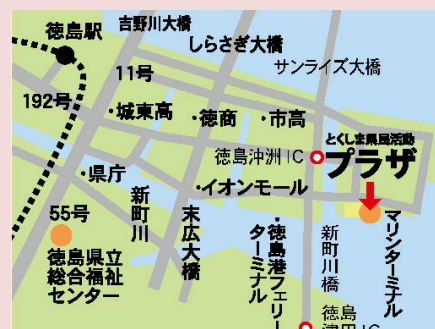 徳島駅
吉野川大橋
しらさぎ大橋
サンライズ大橋
11号
192号
・城東高
・徳商
・市高
とくしま県民活動
プラザ
徳島沖洲IC
・県庁
・イオンモール
新町川
末広大橋
55号
徳島県立
総合福祉
センター
・徳島港フェリー
ターミナル
新町川橋
マリンターミナル
徳島
津田IC